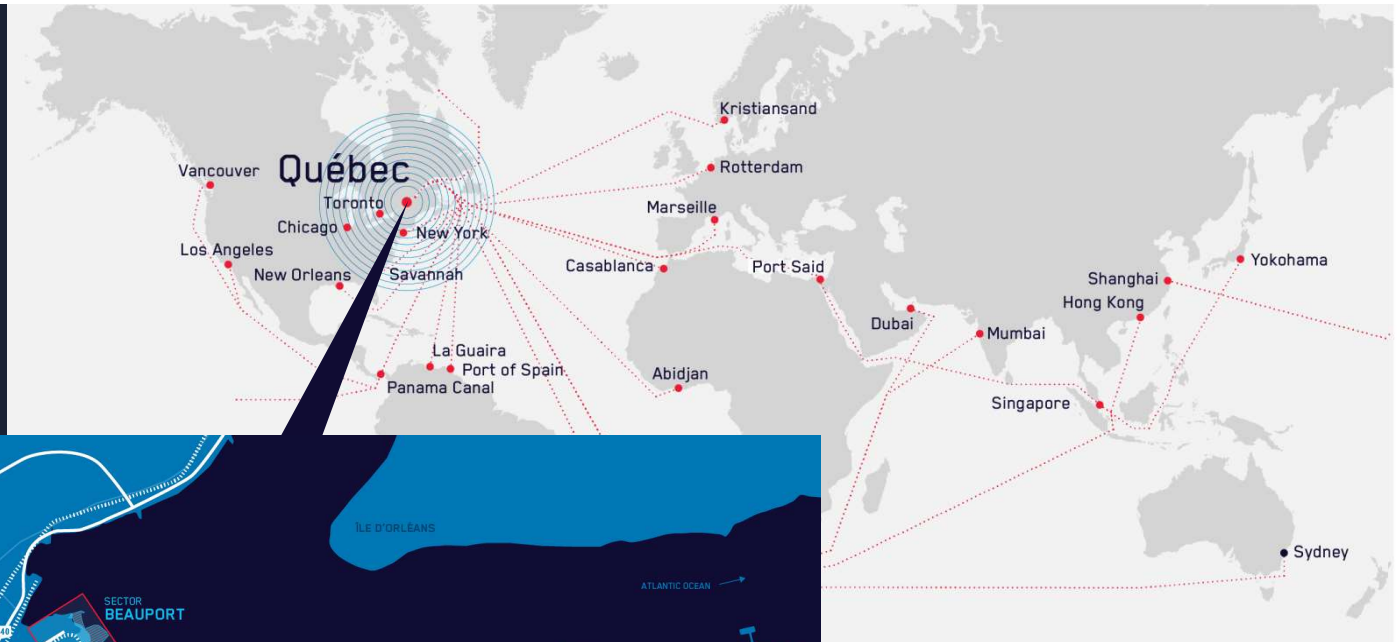 Kristiansand
Québec
Vancouver
Rotterdam
Toronto
Marseille
Chicago
New York
Los Angeles
Casablanca
Port Said
Yokohama
New Orleans
Savannah
Shanghai
Hong Kong
Dubai
Mumbai
La Guaira
Port of Spain
Abidjan
Panama Canal
Singapore
ÎLE D'ORLÉANS
Sydney
ATLANTIC OCEAN
SECTOR
BEAUPORT
40